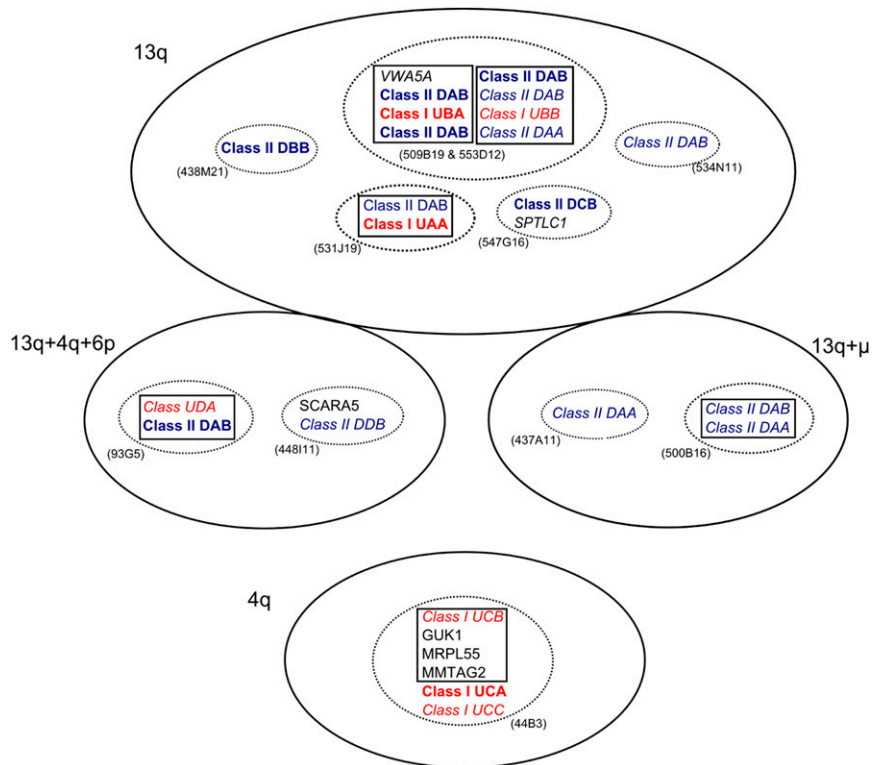 13q
VWA5A
Class II DAB
Class I UBA
Class II DAB
Class II DAB
Class II DAB
Class I UBB
Class II DAA
(509B19 & 553D12)
Class II DBB
(438M21)
Class II DAB
(534N11)
Class II DAB
Class I UAA
(531J19)
Class II DCB
SPTLC1
(547G16)
13q+4q+6p
Class UDA
Class II DAB
(93G5)
SCARA5
Class II DDB
(448I11)
13q+µ
Class II DAA
(437A11)
Class II DAB
Class II DAA
(500B16)
4q
Class I UCB
GUK1
MRPL55
MMTAG2
Class I UCA
Class I UCC
(44B3)